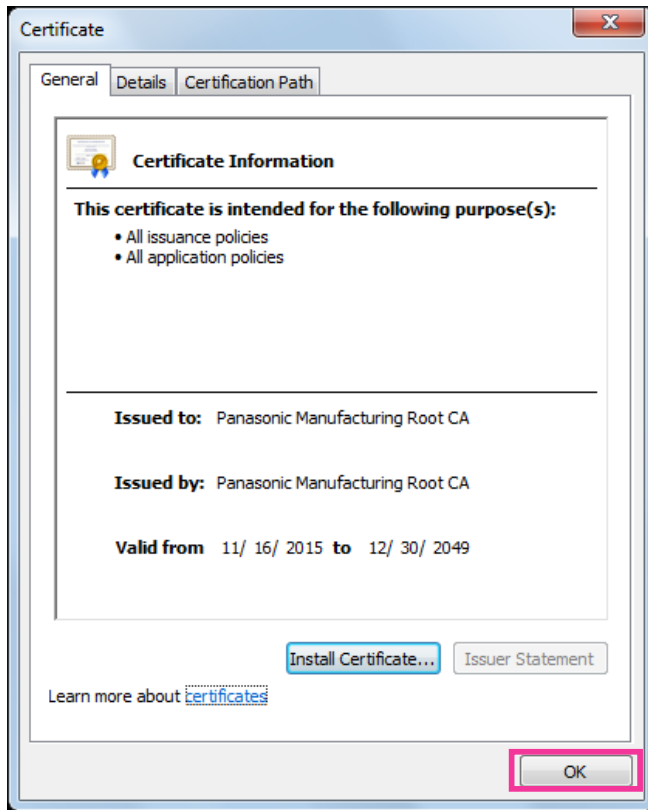 Certificate
General Details Certification Path
Certificate Information
This certificate is intended for the following purpose(s):
• All issuance policies
• All application policies
Issued to: Panasonic Manufacturing Root CA
Issued by: Panasonic Manufacturing Root CA
Valid from 11/ 16/ 2015 to 12/ 30/ 2049
Install Certificate... Issuer Statement
Learn more about certificates
OK